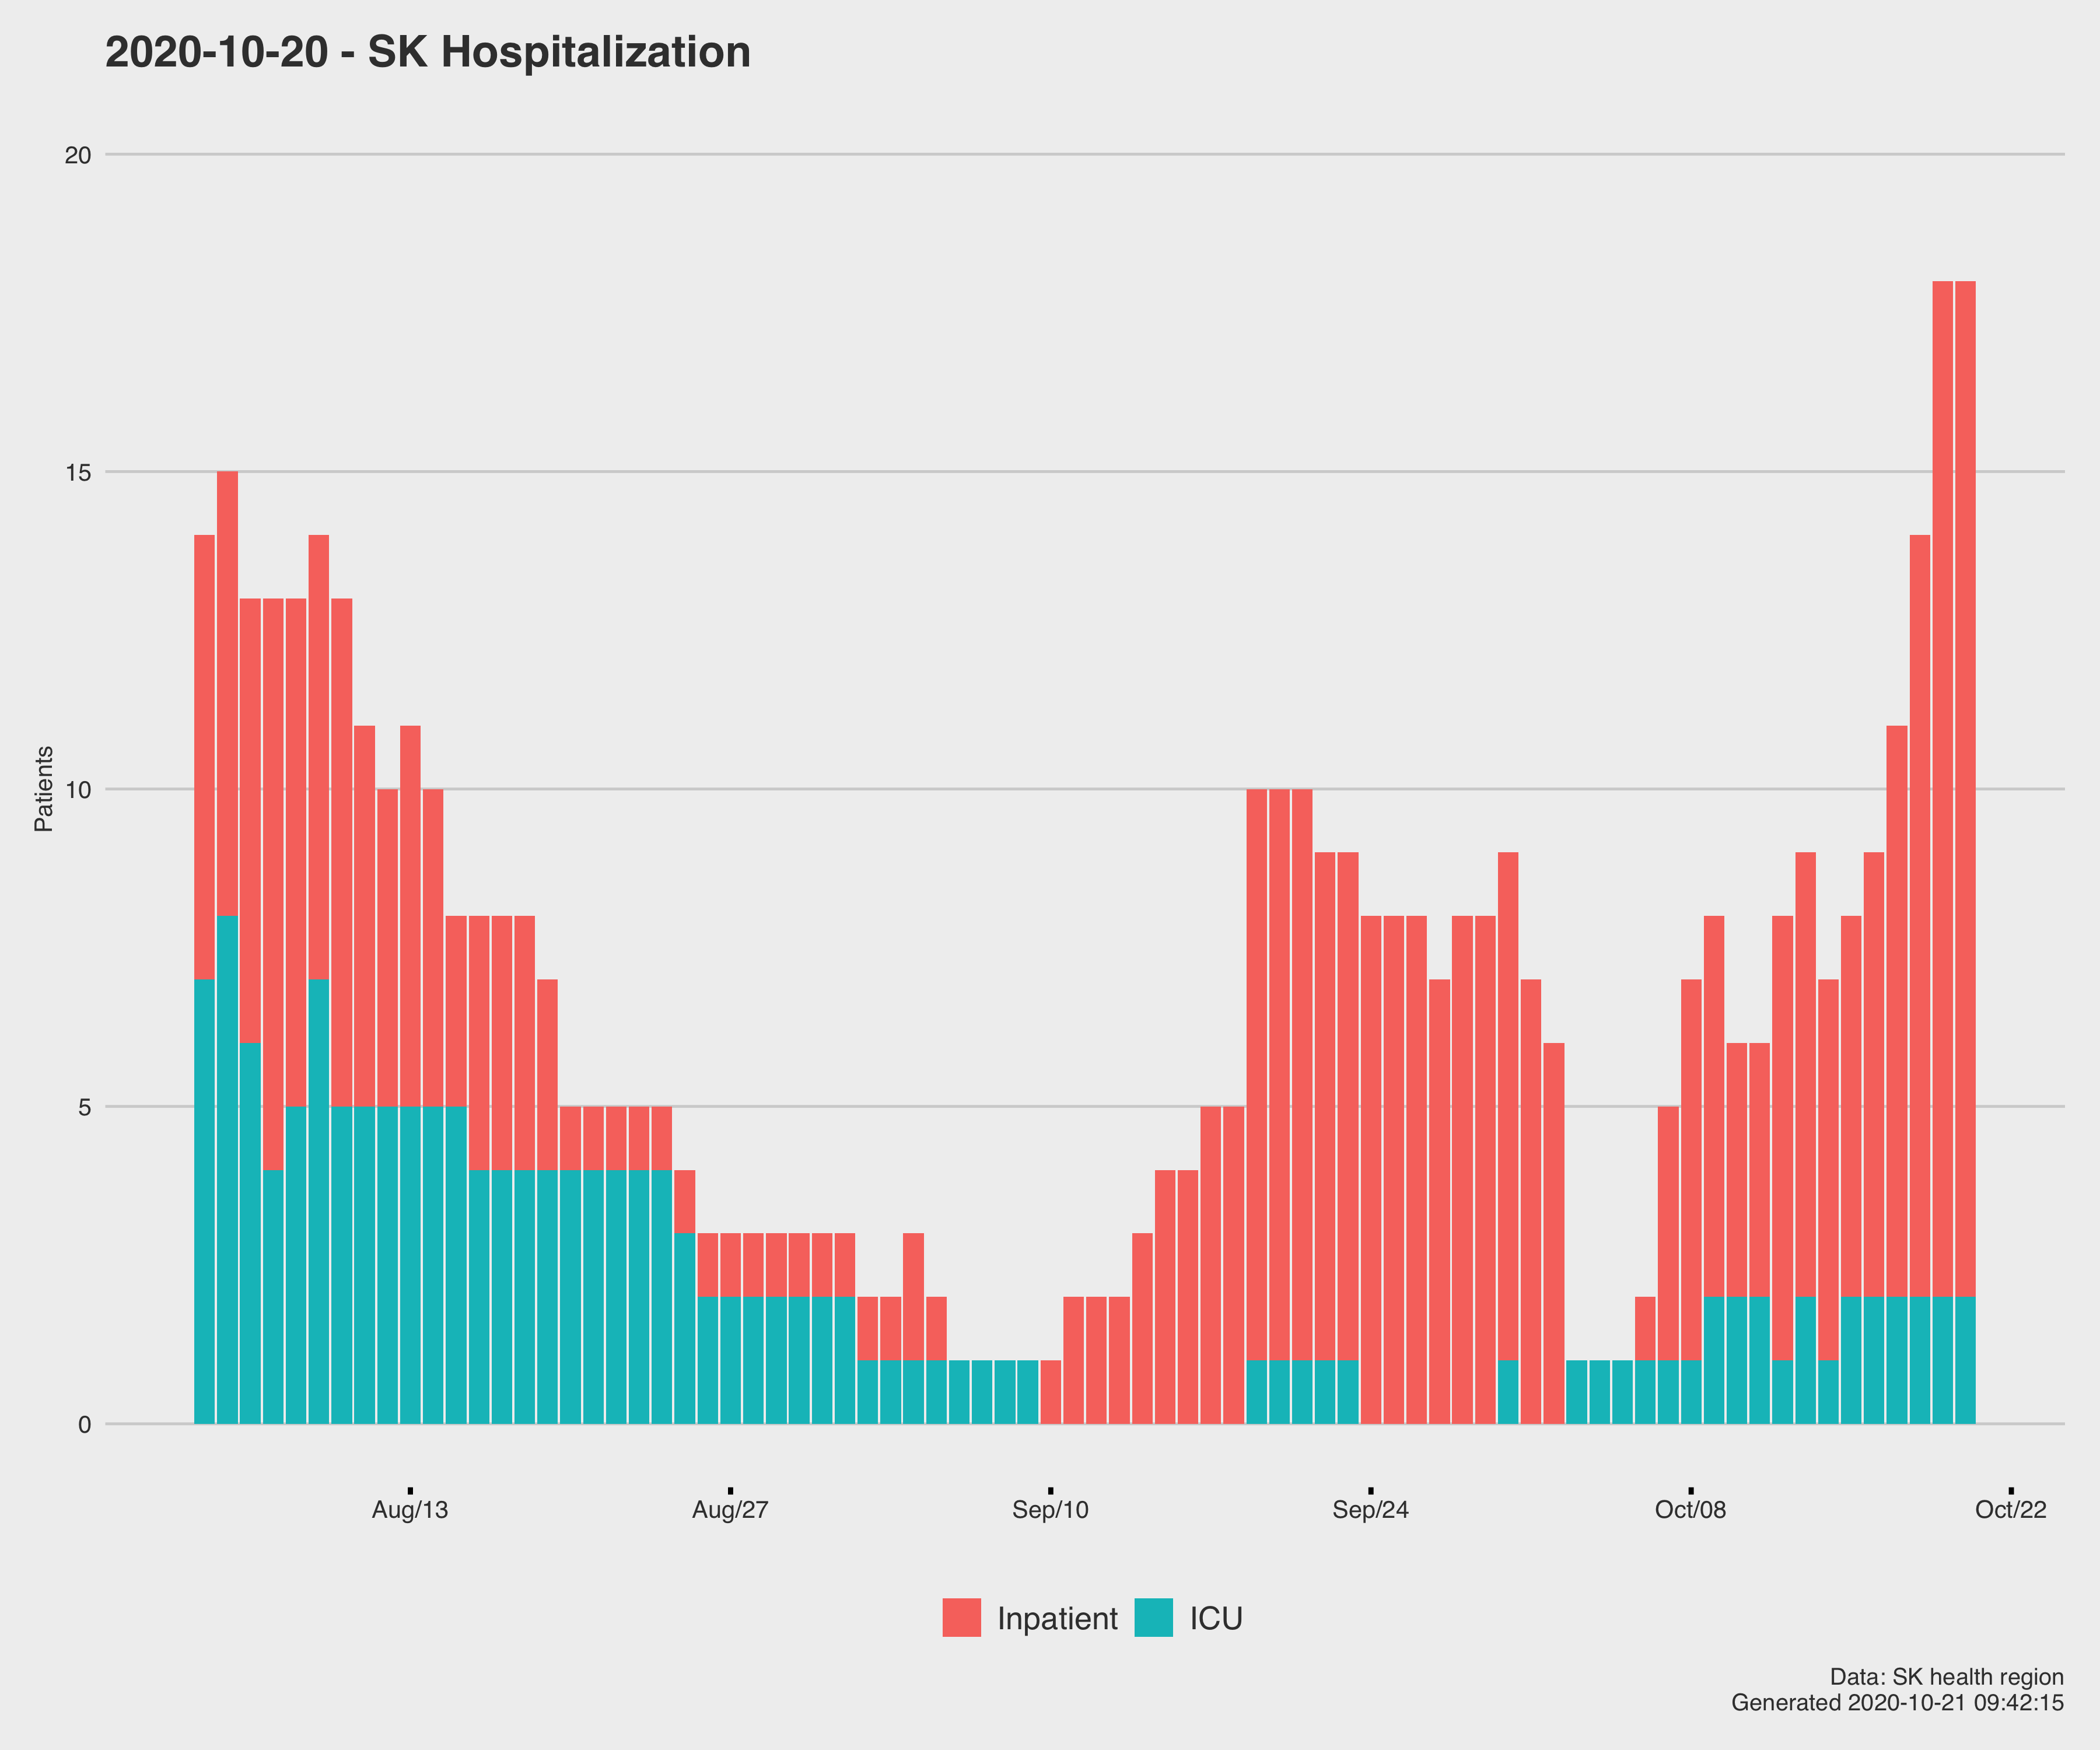 2020-10-20 - SK Hospitalization
20
15
10
5
0
Patients
Aug/13 Aug/27 Sep/10 Sep/24 Oct/08 Oct/22
Inpatient ICU
Data: SK health region
Generated 2020-10-21 09:42:15